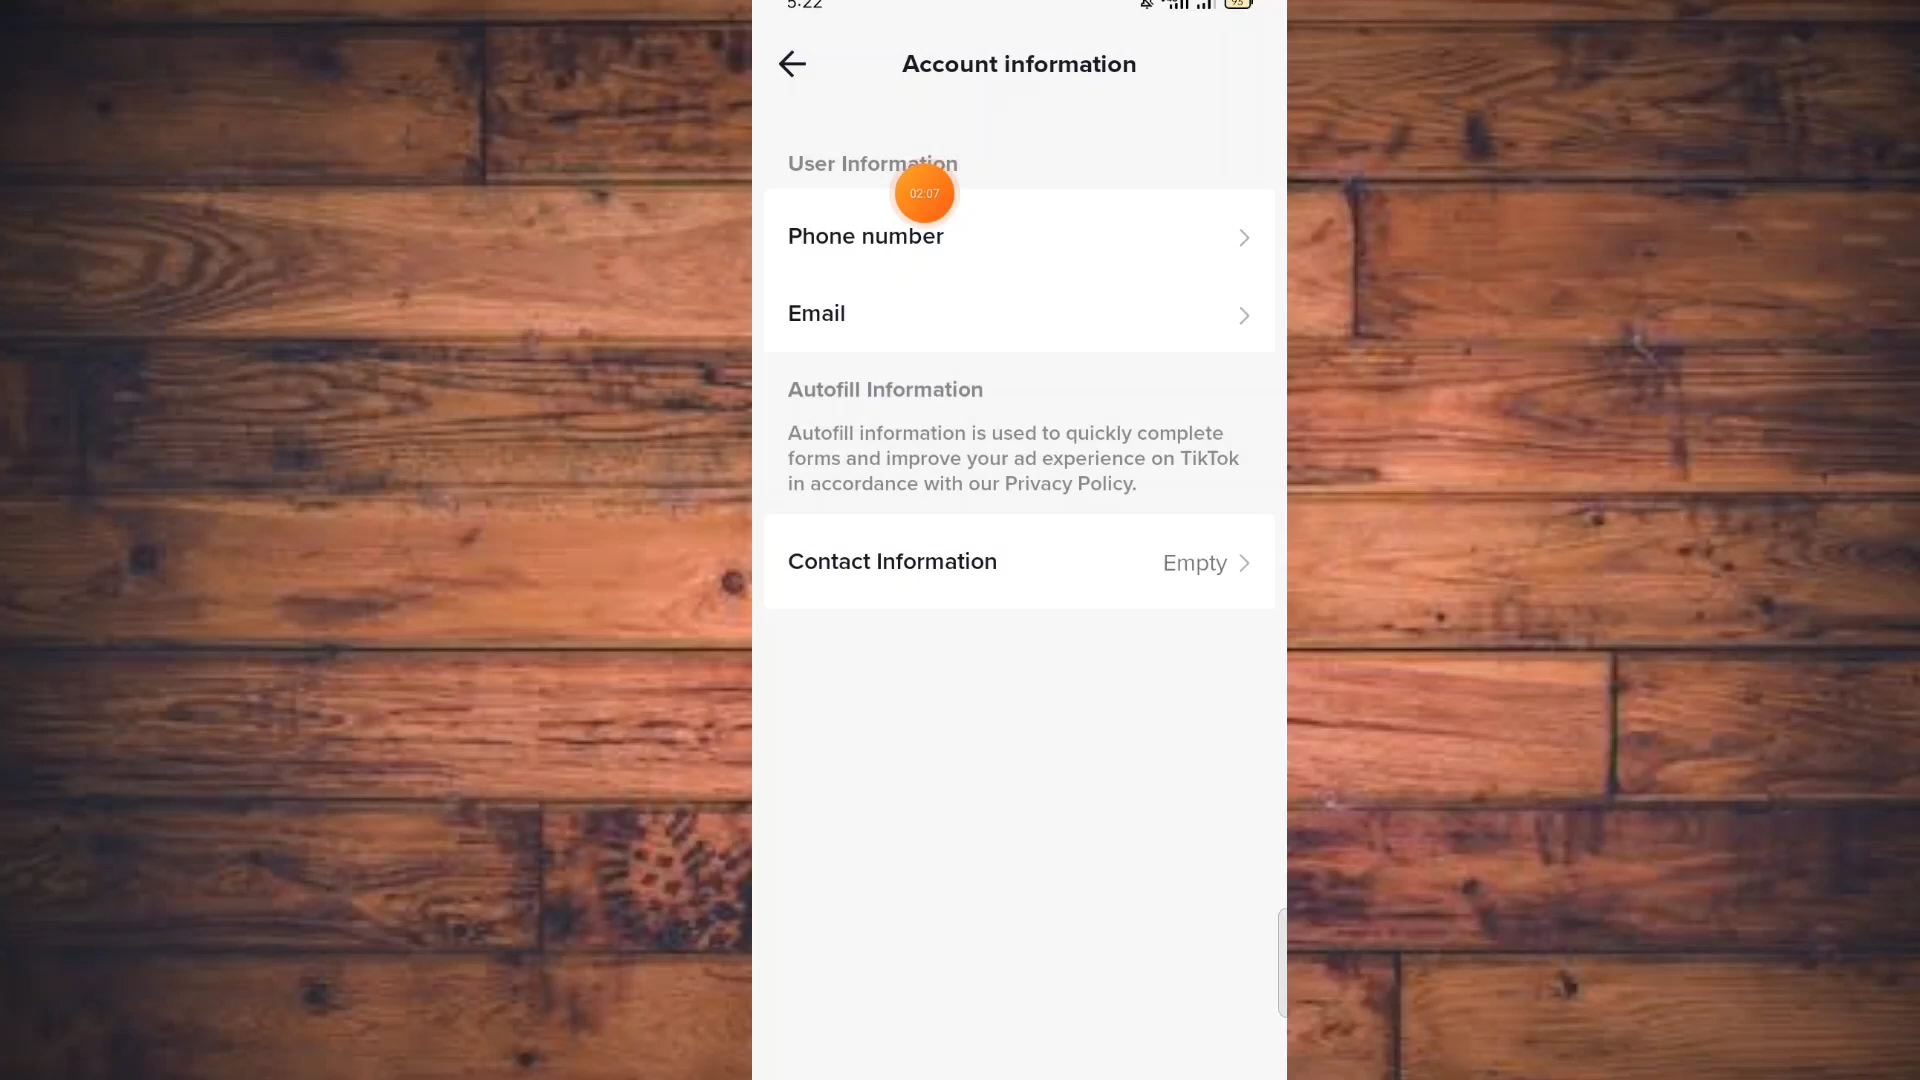 5:22
95
Account information
User Information
02:07
Phone number
Email
Autofill Information
Autofill information is used to quickly complete
forms and improve your ad experience on TikTok
in accordance with our Privacy Policy.
Contact Information Empty